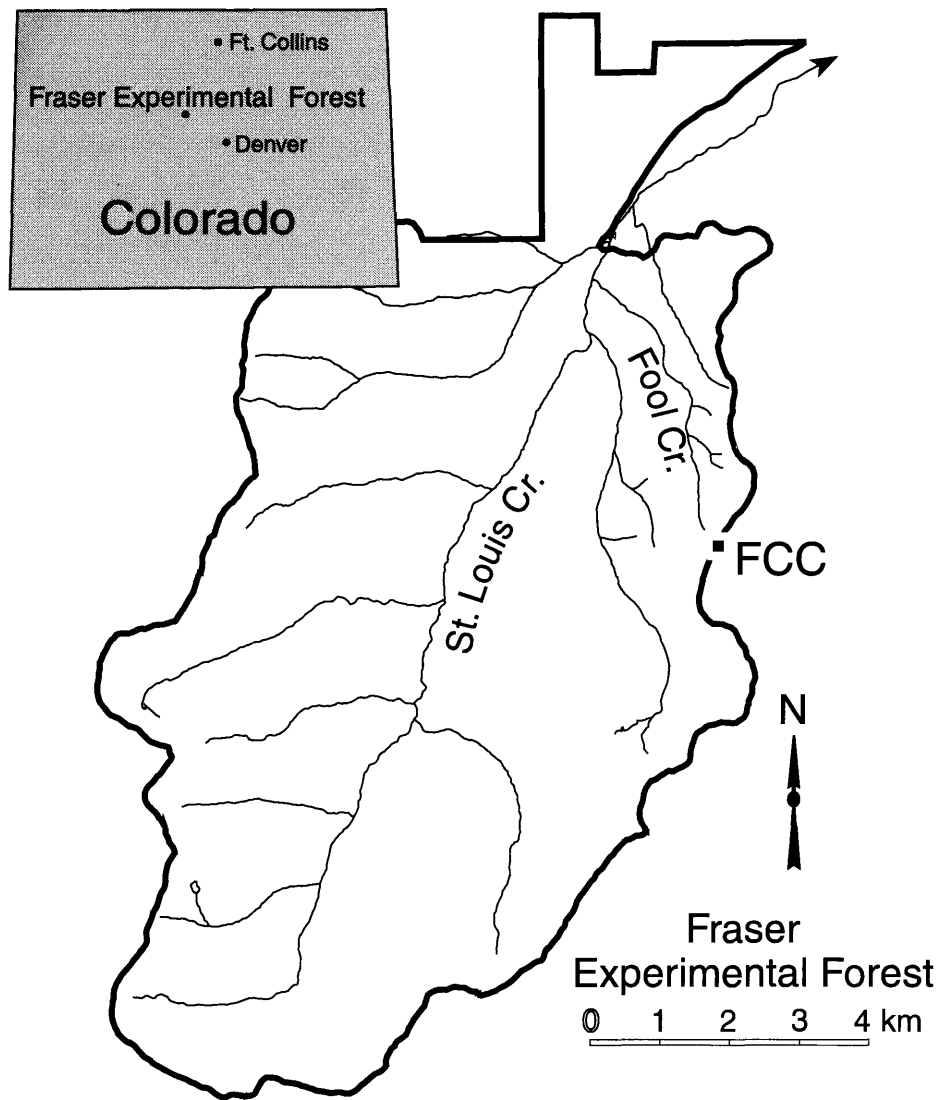 Ft. Collins
Fraser Experimental Forest
Denver
Colorado
Fool Cr.
St. Louis Cr.
FCC
N
Fraser
Experimental Forest
0 1 2 3 4 km